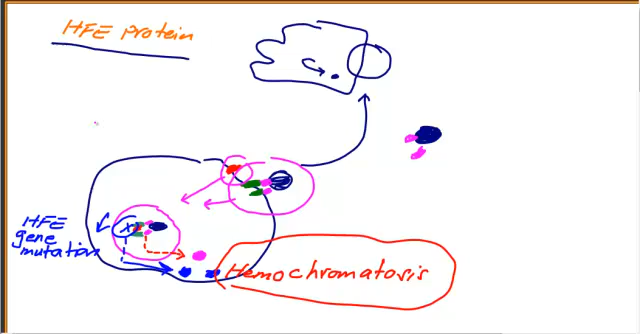 HFE protein
HFE
gene
mutation
Hemochromatosis